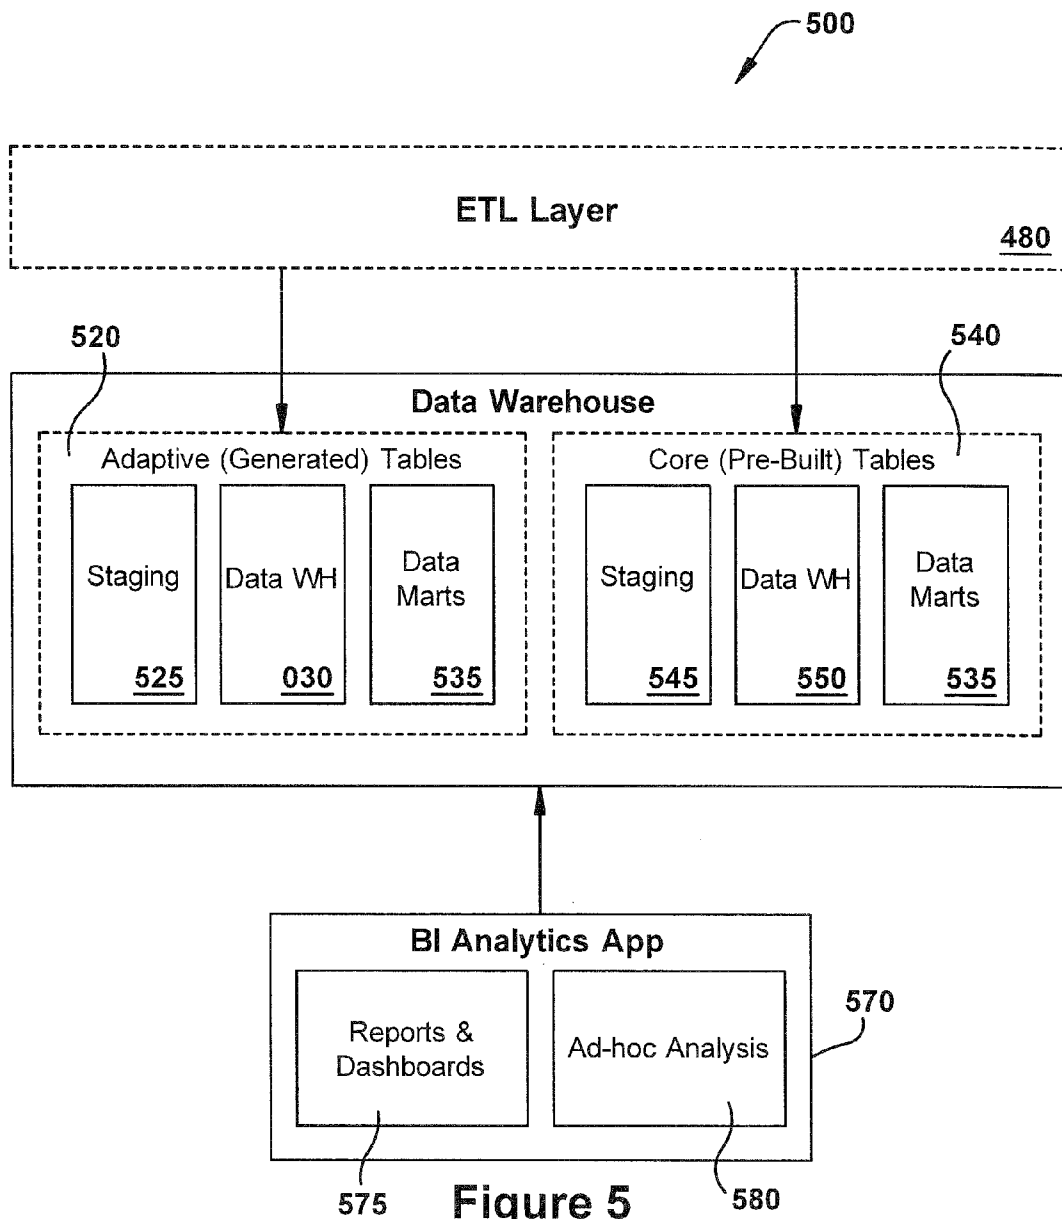 500
ETL Layer
480
520
540
Data Warehouse
Adaptive (Generated) Tables
Core (Pre-Built) Tables
Staging
525
Data WH
030
Data
Marts
535
Staging
545
Data WH
550
Data
Marts
535
BI Analytics App
Reports &
Dashboards
Ad-hoc Analysis
570
575
580
Figure 5